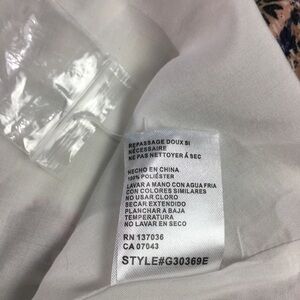 REPASSAGE DOUX SI
NÉCESSAIRE
NE PAS NETTOYER À SEC
HECHO EN CHINA
100% POLIÉSTER
LAVAR A MANO CON AGUA FRIA
CON COLORES SIMILARES
NO USAR CLORO
SECAR EXTENDIDO
PLANCHAR A BAJA
TEMPERATURA
NO LAVAR EN SECO
RN 137036
CA 07043
STYLE#G30369E